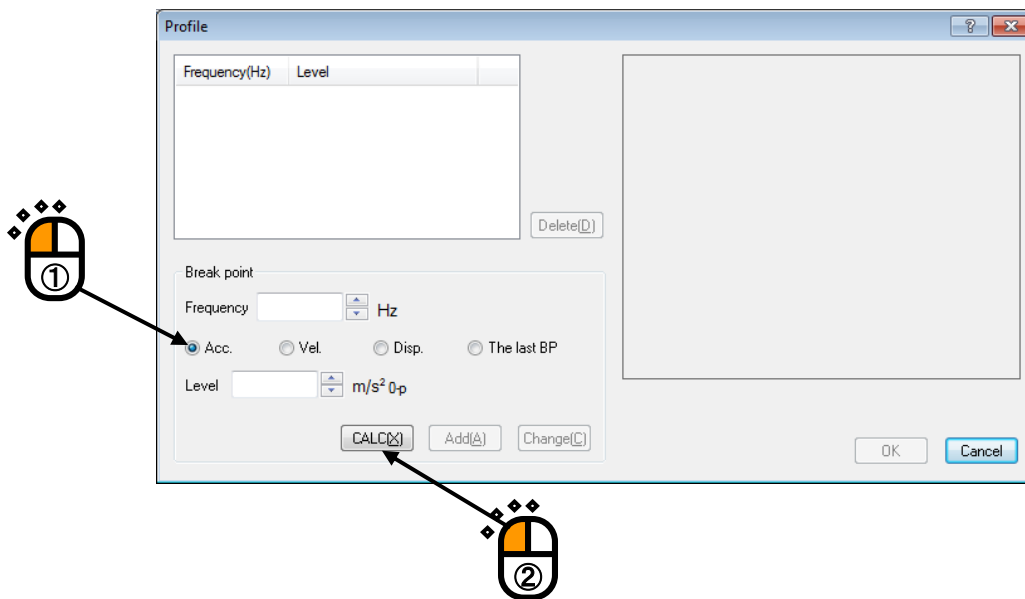 Profile
Frequency(Hz) Level
Delete(D)
①
Break point
Frequency Hz
Acc. Vel. Disp. The last BP
Level m/s² 0-p
CALC(X) Add(A) Change(C)
OK Cancel
②